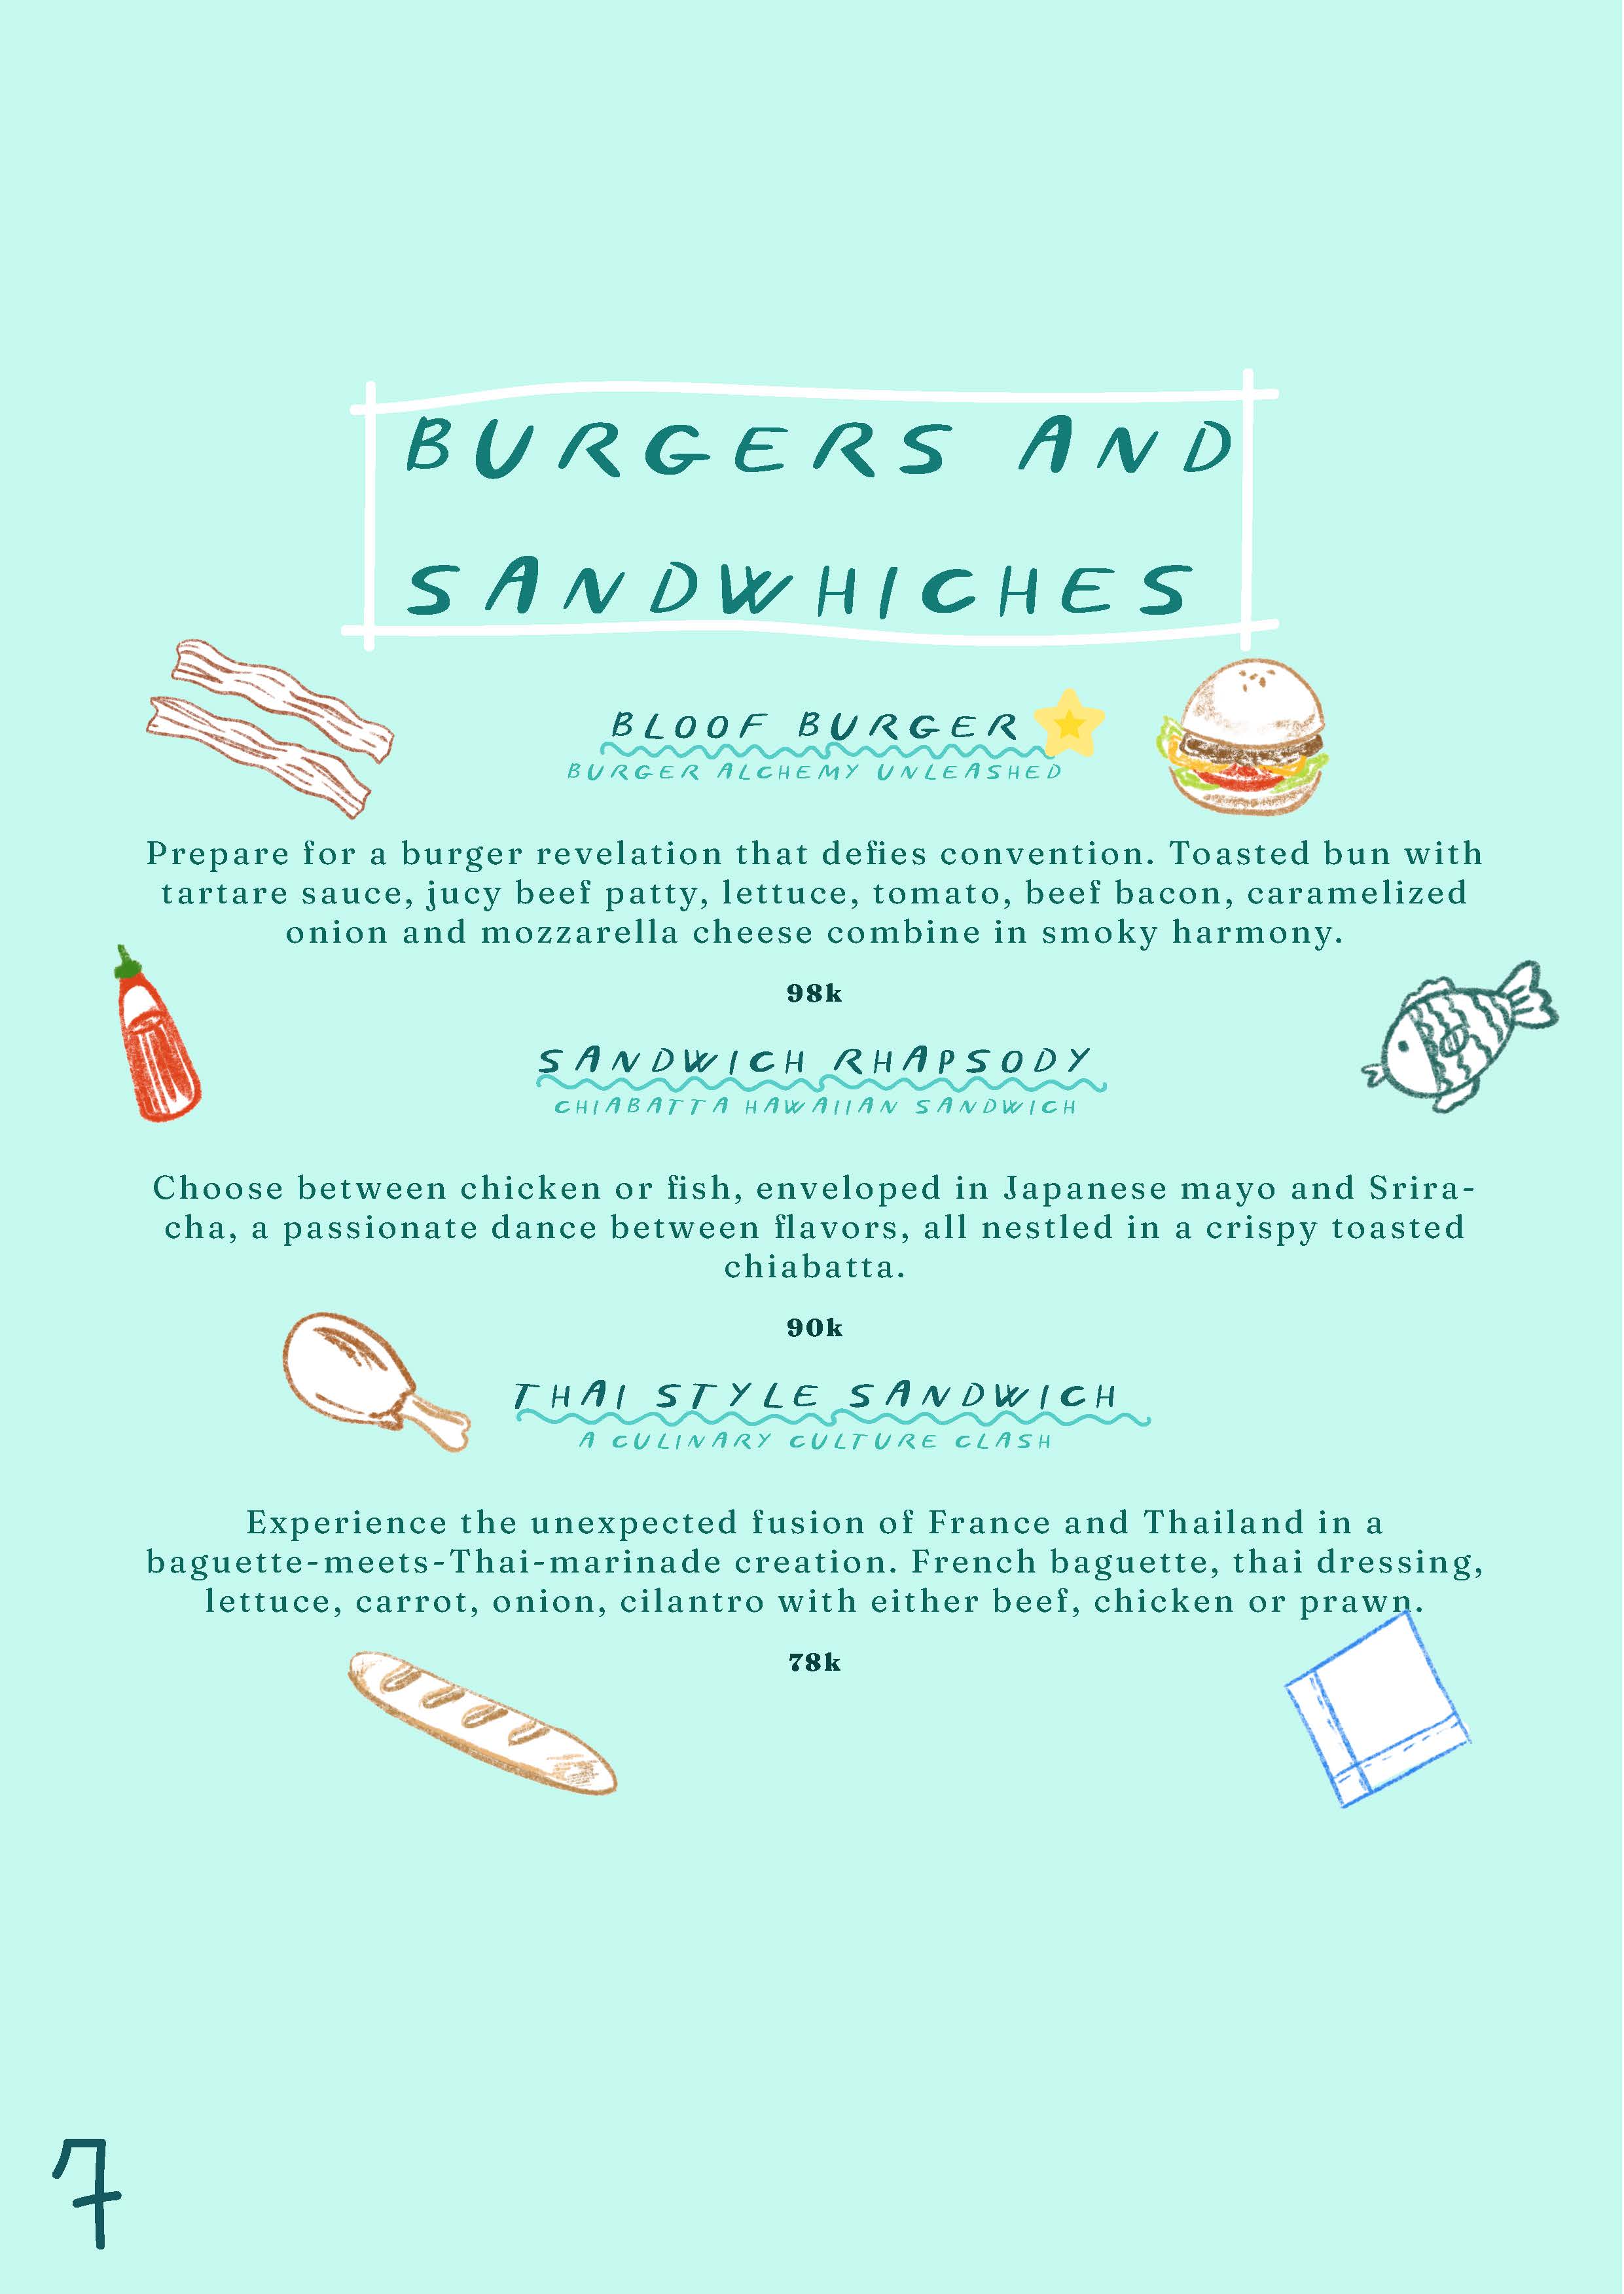 BURGERS AND
SANDWHICHES
BLOOF BURGER
BURGER ALCHEMY UNLEASHED
Prepare for a burger revelation that defies convention. Toasted bun with
tartare sauce, jucy beef patty, lettuce, tomato, beef bacon, caramelized
onion and mozzarella cheese combine in smoky harmony.
98k
SANDWICH RHAPSODY
CHIABATTA HAWAIIAN SANDWICH
Choose between chicken or fish, enveloped in Japanese mayo and Srira-
cha, a passionate dance between flavors, all nestled in a crispy toasted
chiabatta.
90k
THAI STYLE SANDWICH
A CULINARY CULTURE CLASH
Experience the unexpected fusion of France and Thailand in a
baguette-meets-Thai-marinade creation. French baguette, thai dressing,
lettuce, carrot, onion, cilantro with either beef, chicken or prawn.
78k
7